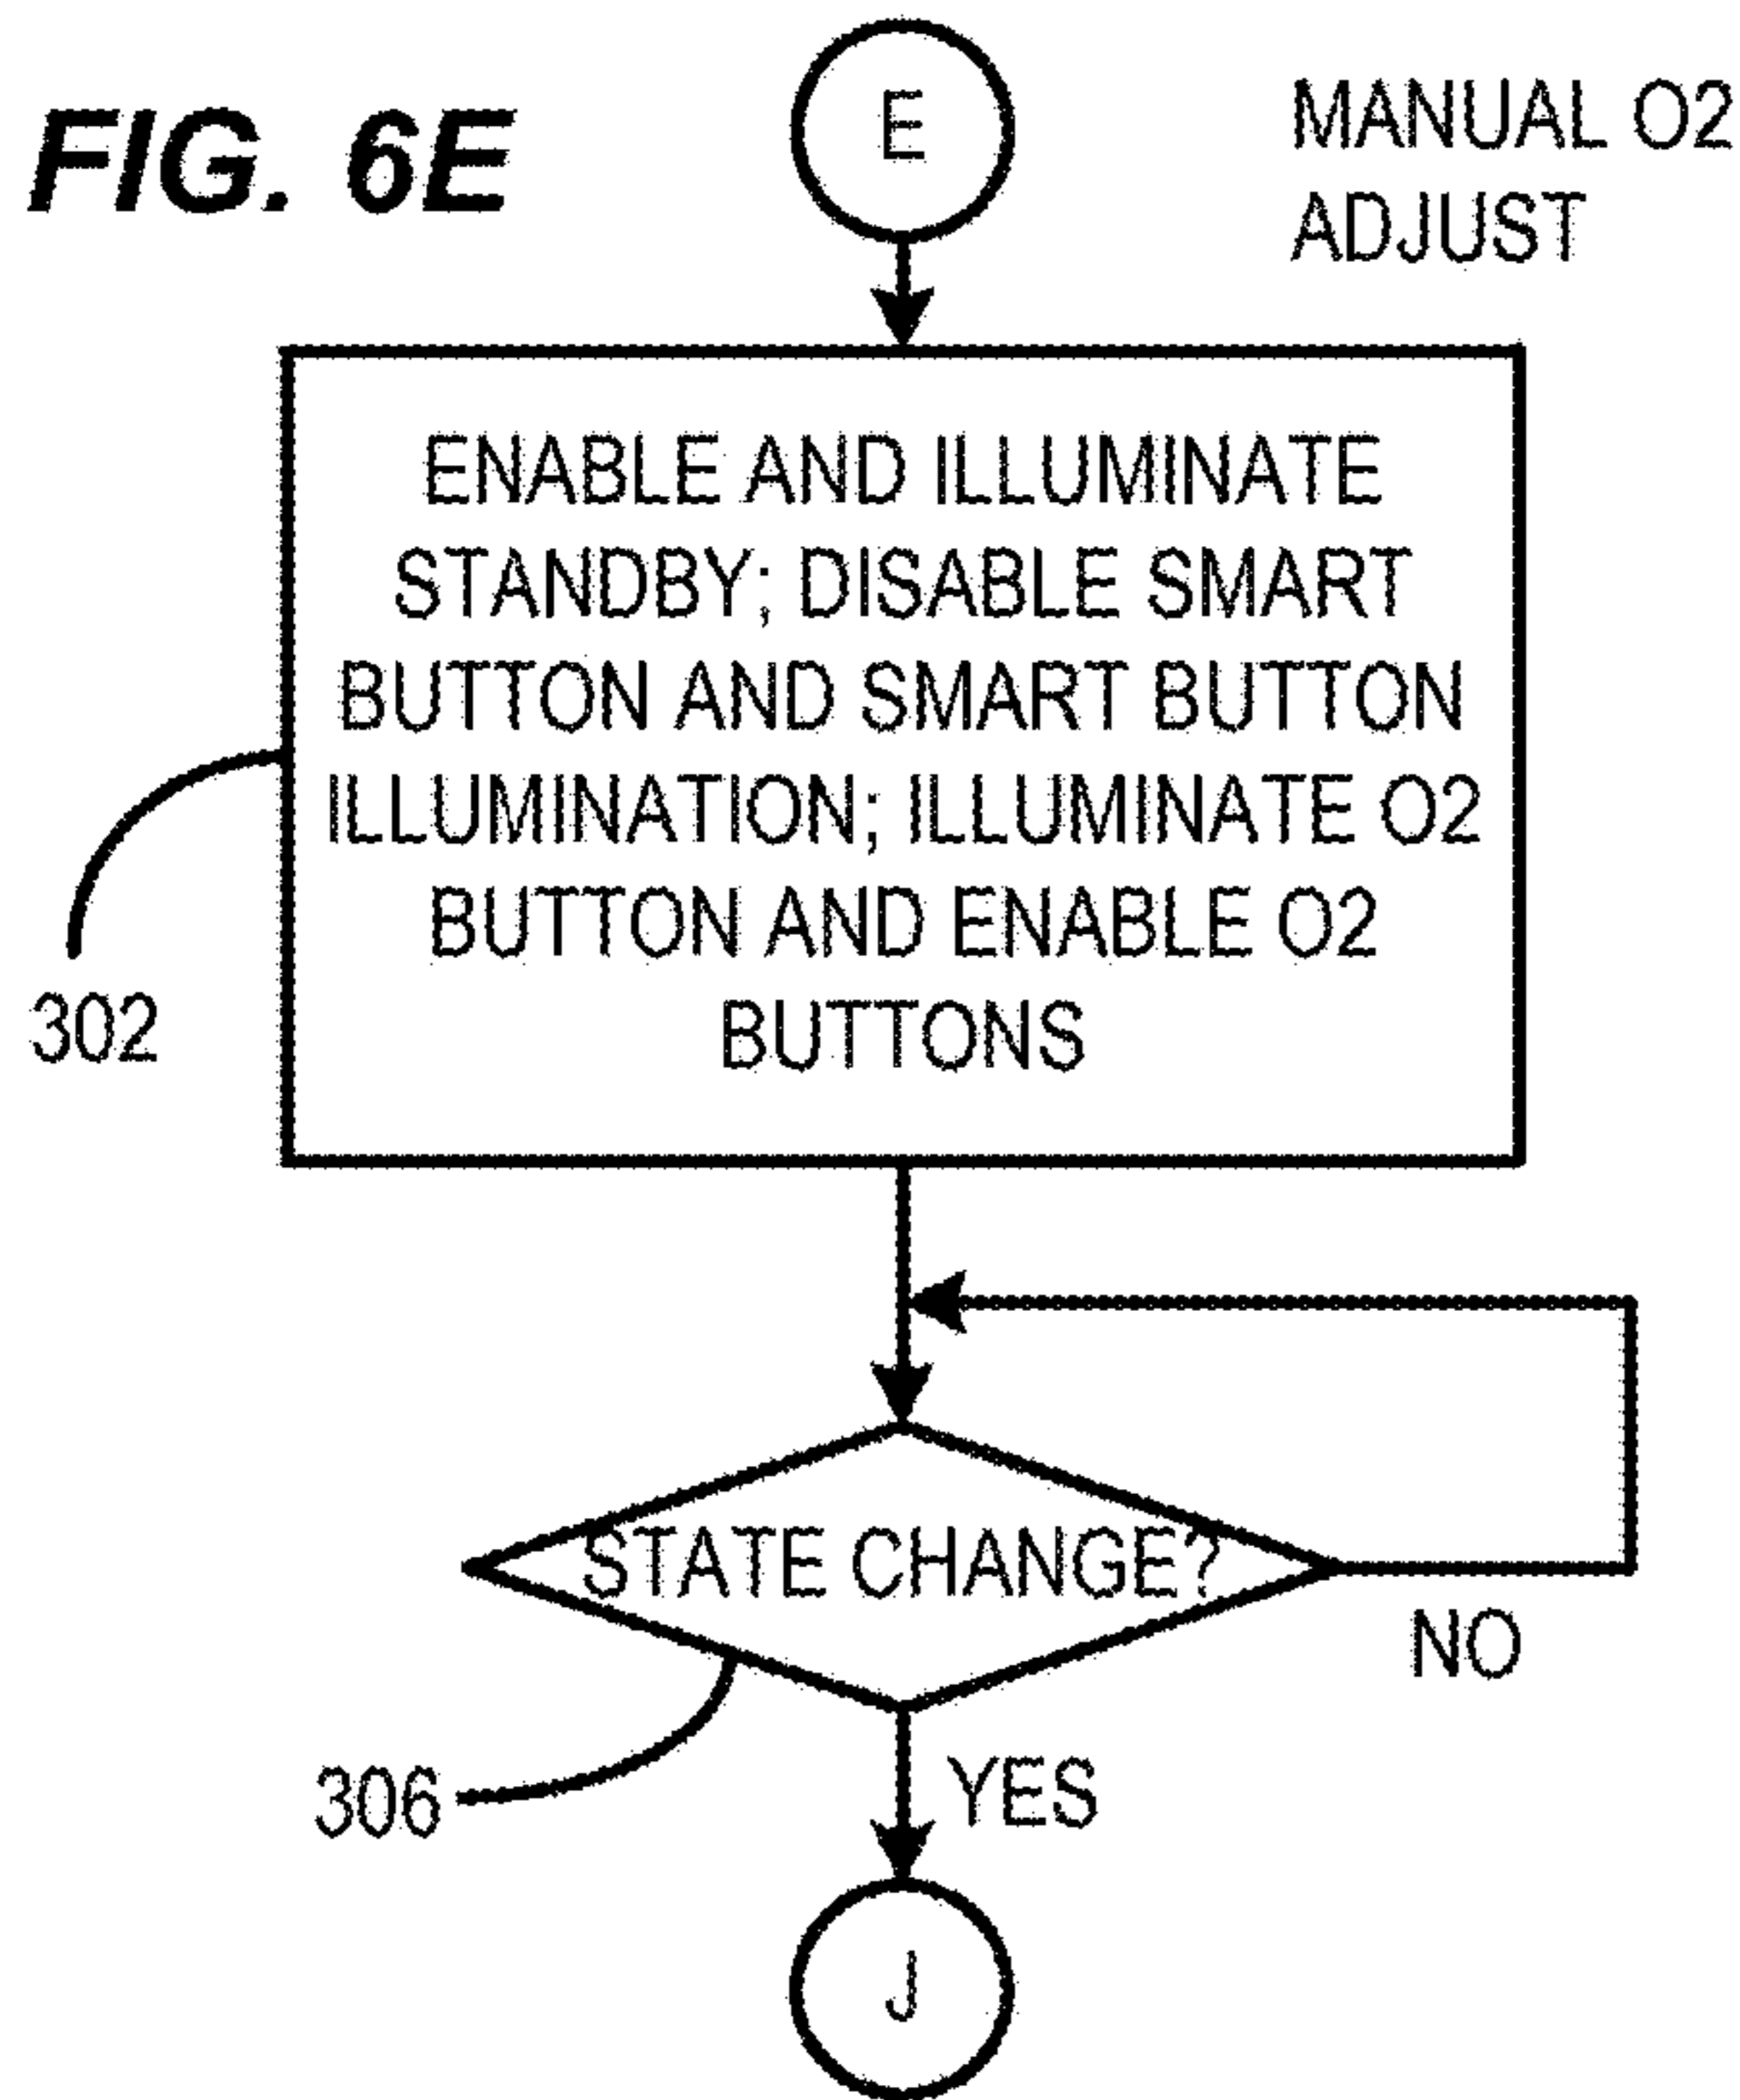 FIG. 6E
E
MANUAL O2
ADJUST
ENABLE AND ILLUMINATE
STANDBY; DISABLE SMART
BUTTON AND SMART BUTTON
ILLUMINATION; ILLUMINATE O2
BUTTON AND ENABLE O2
BUTTONS
302
STATE CHANGE?
NO
306
YES
J